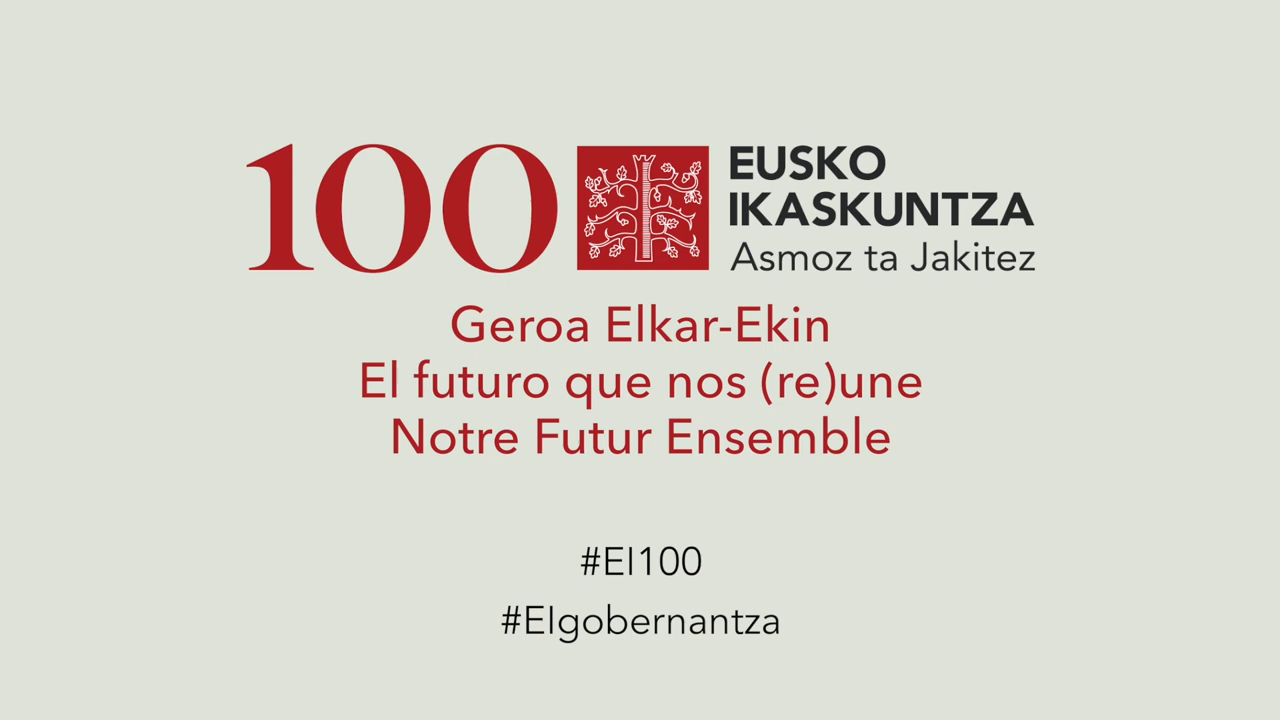 100 EUSKO
IKASKUNTZA
Asmoz ta Jakitez
Geroa Elkar-Ekin
El futuro que nos (re)une
Notre Futur Ensemble
#EI100
#EIgobernantza